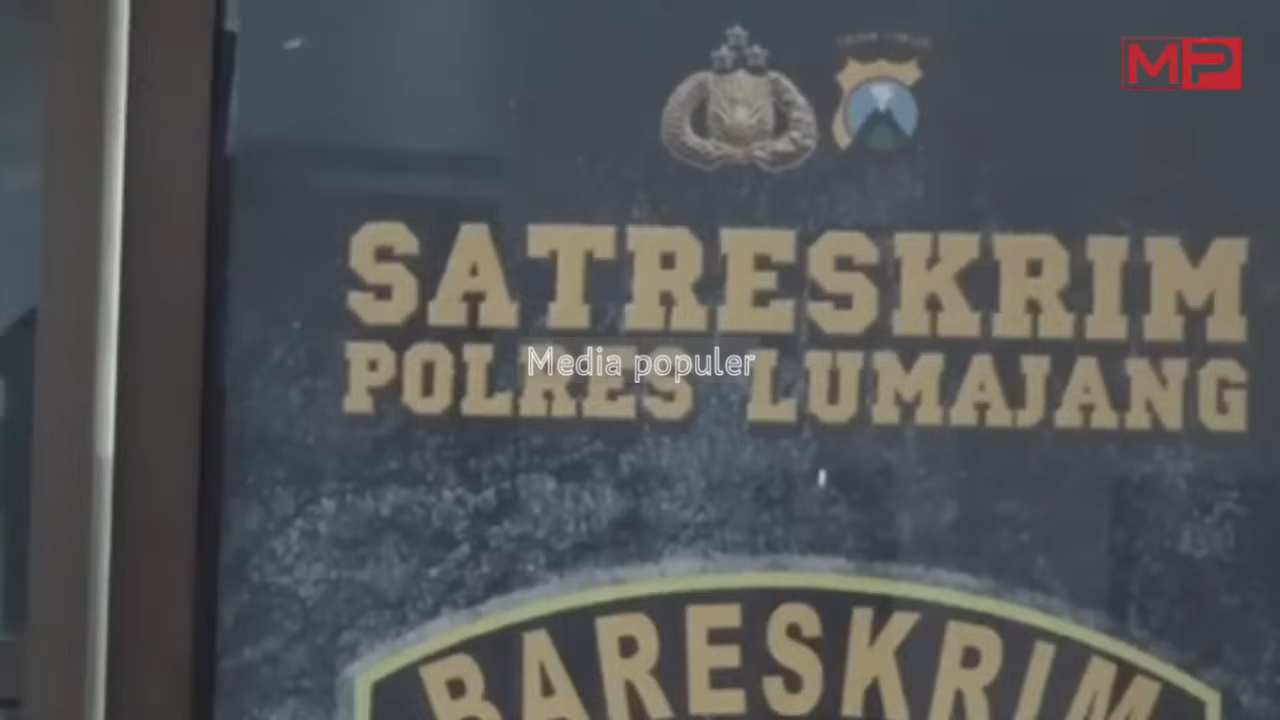 MP
SATRESKRIM
POLRES LUMAJANG
Media populer
BARESKRIM